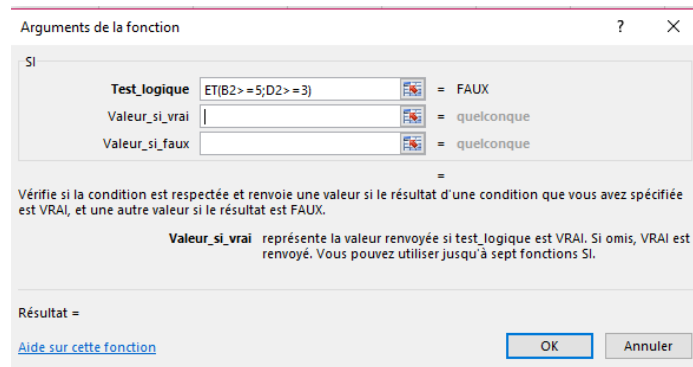 Arguments de la fonction ? X
SI
Test_logique ET(B2>=5;D2>=3) = FAUX
Valeur_si_vrai = quelconque
Valeur_si_faux = quelconque
=
Vérifie si la condition est respectée et renvoie une valeur si le résultat d'une condition que vous avez spécifiée
est VRAI, et une autre valeur si le résultat est FAUX.
Valeur_si_vrai représente la valeur renvoyée si test_logique est VRAI. Si omis, VRAI est
renvoyé. Vous pouvez utiliser jusqu'à sept fonctions SI.
Résultat =
Aide sur cette fonction OK Annuler